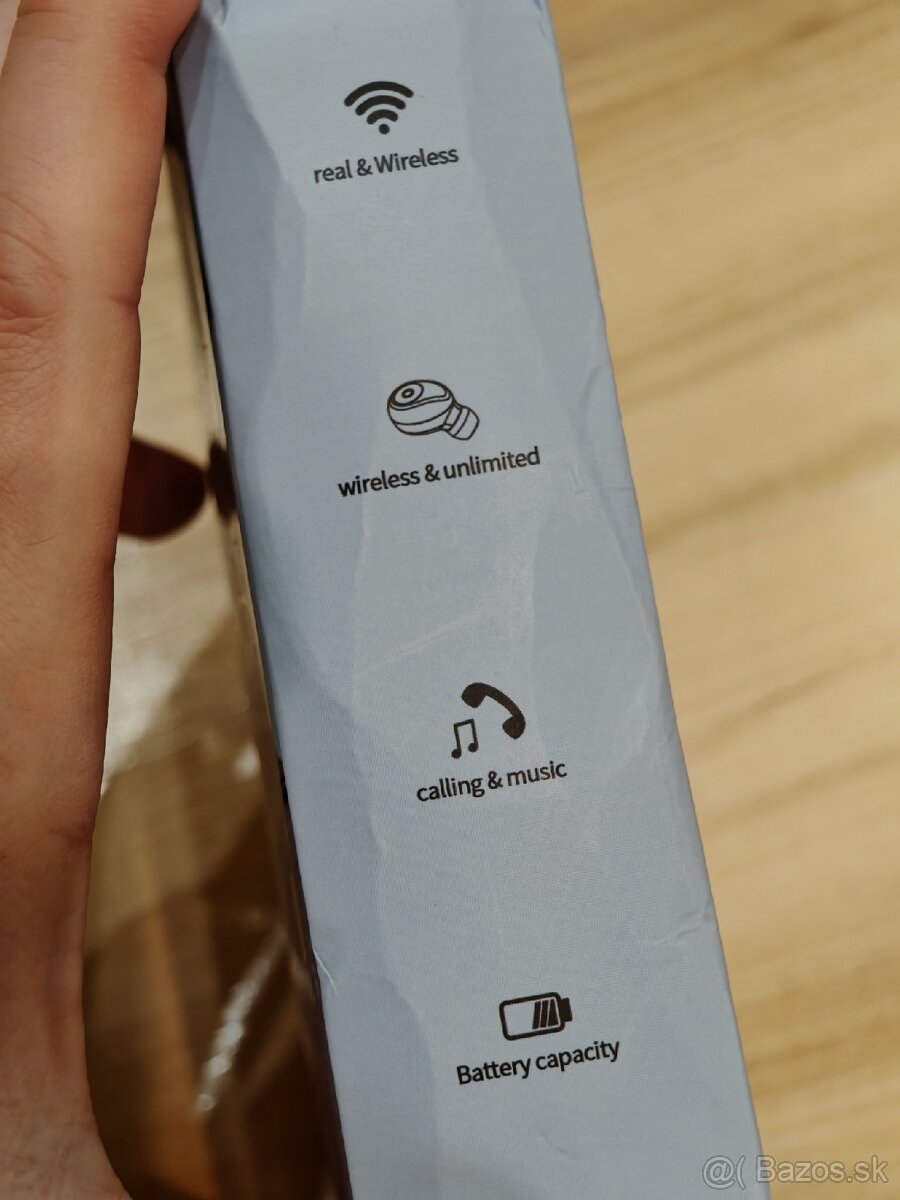 real & Wireless
wireless & unlimited
calling & music
Battery capacity
@( Bazos.sk